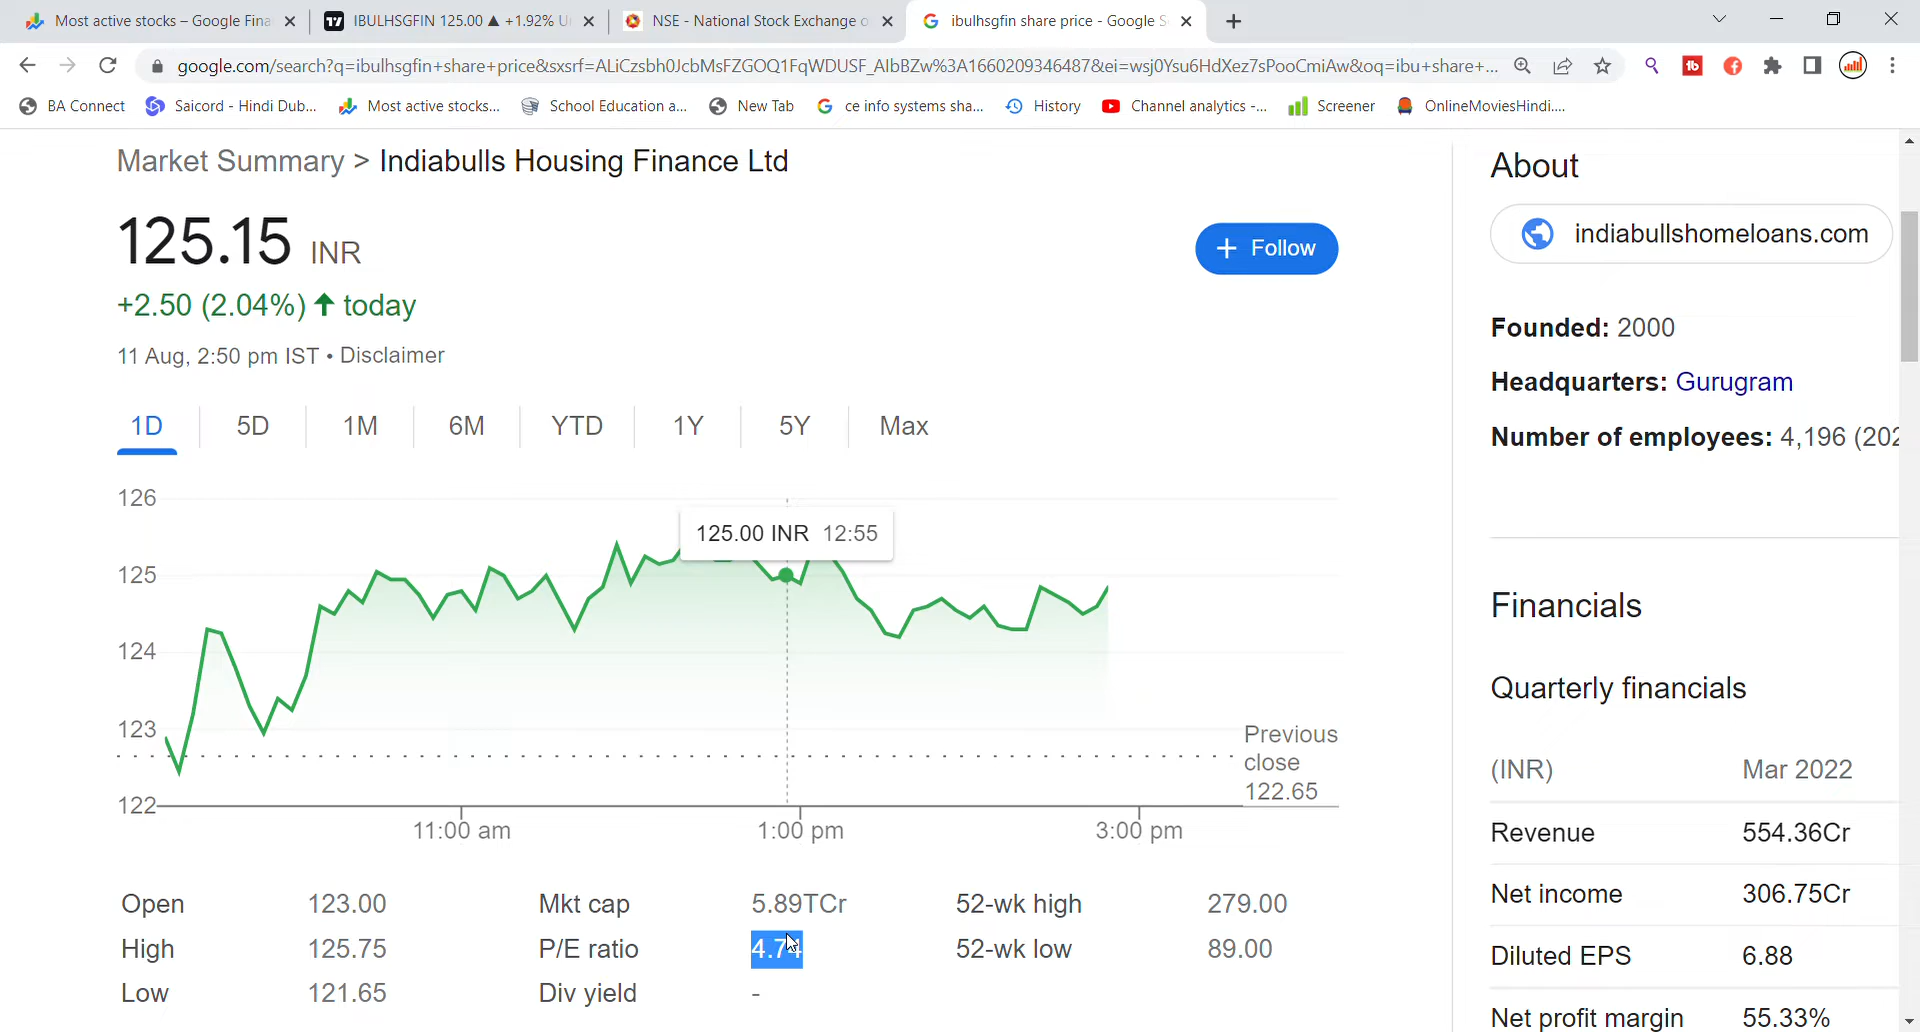 Most active stocks – Google Fina
IBULHSGFIN 125.00 ▲ +1.92% U
NSE - National Stock Exchange o
ibulhsgfin share price - Google S
google.com/search?q=ibulhsgfin+share+price&sxsrf=ALiCzsbh0JcbMsFZGOQ1FqWDUSF_AIbBZw%3A1660209346487&ei=wsj0Ysu6HdXez7sPooCmiAw&oq=ibu+share+...
BA Connect
Saicord - Hindi Dub...
Most active stocks...
School Education a...
New Tab
ce info systems sha...
History
Channel analytics -...
Screener
OnlineMoviesHindi....
Market Summary > Indiabulls Housing Finance Ltd
125.15 INR
+ Follow
+2.50 (2.04%) ↑ today
11 Aug, 2:50 pm IST • Disclaimer
1D 5D 1M 6M YTD 1Y 5Y Max
126
125.00 INR 12:55
125
124
123
Previous
close
122.65
122
11:00 am 1:00 pm 3:00 pm
Open 123.00 Mkt cap 5.89TCr 52-wk high 279.00
High 125.75 P/E ratio 4.74 52-wk low 89.00
Low 121.65 Div yield -
About
indiabullshomeloans.com
Founded: 2000
Headquarters: Gurugram
Number of employees: 4,196 (202
Financials
Quarterly financials
(INR) Mar 2022
Revenue 554.36Cr
Net income 306.75Cr
Diluted EPS 6.88
Net profit margin 55.33%